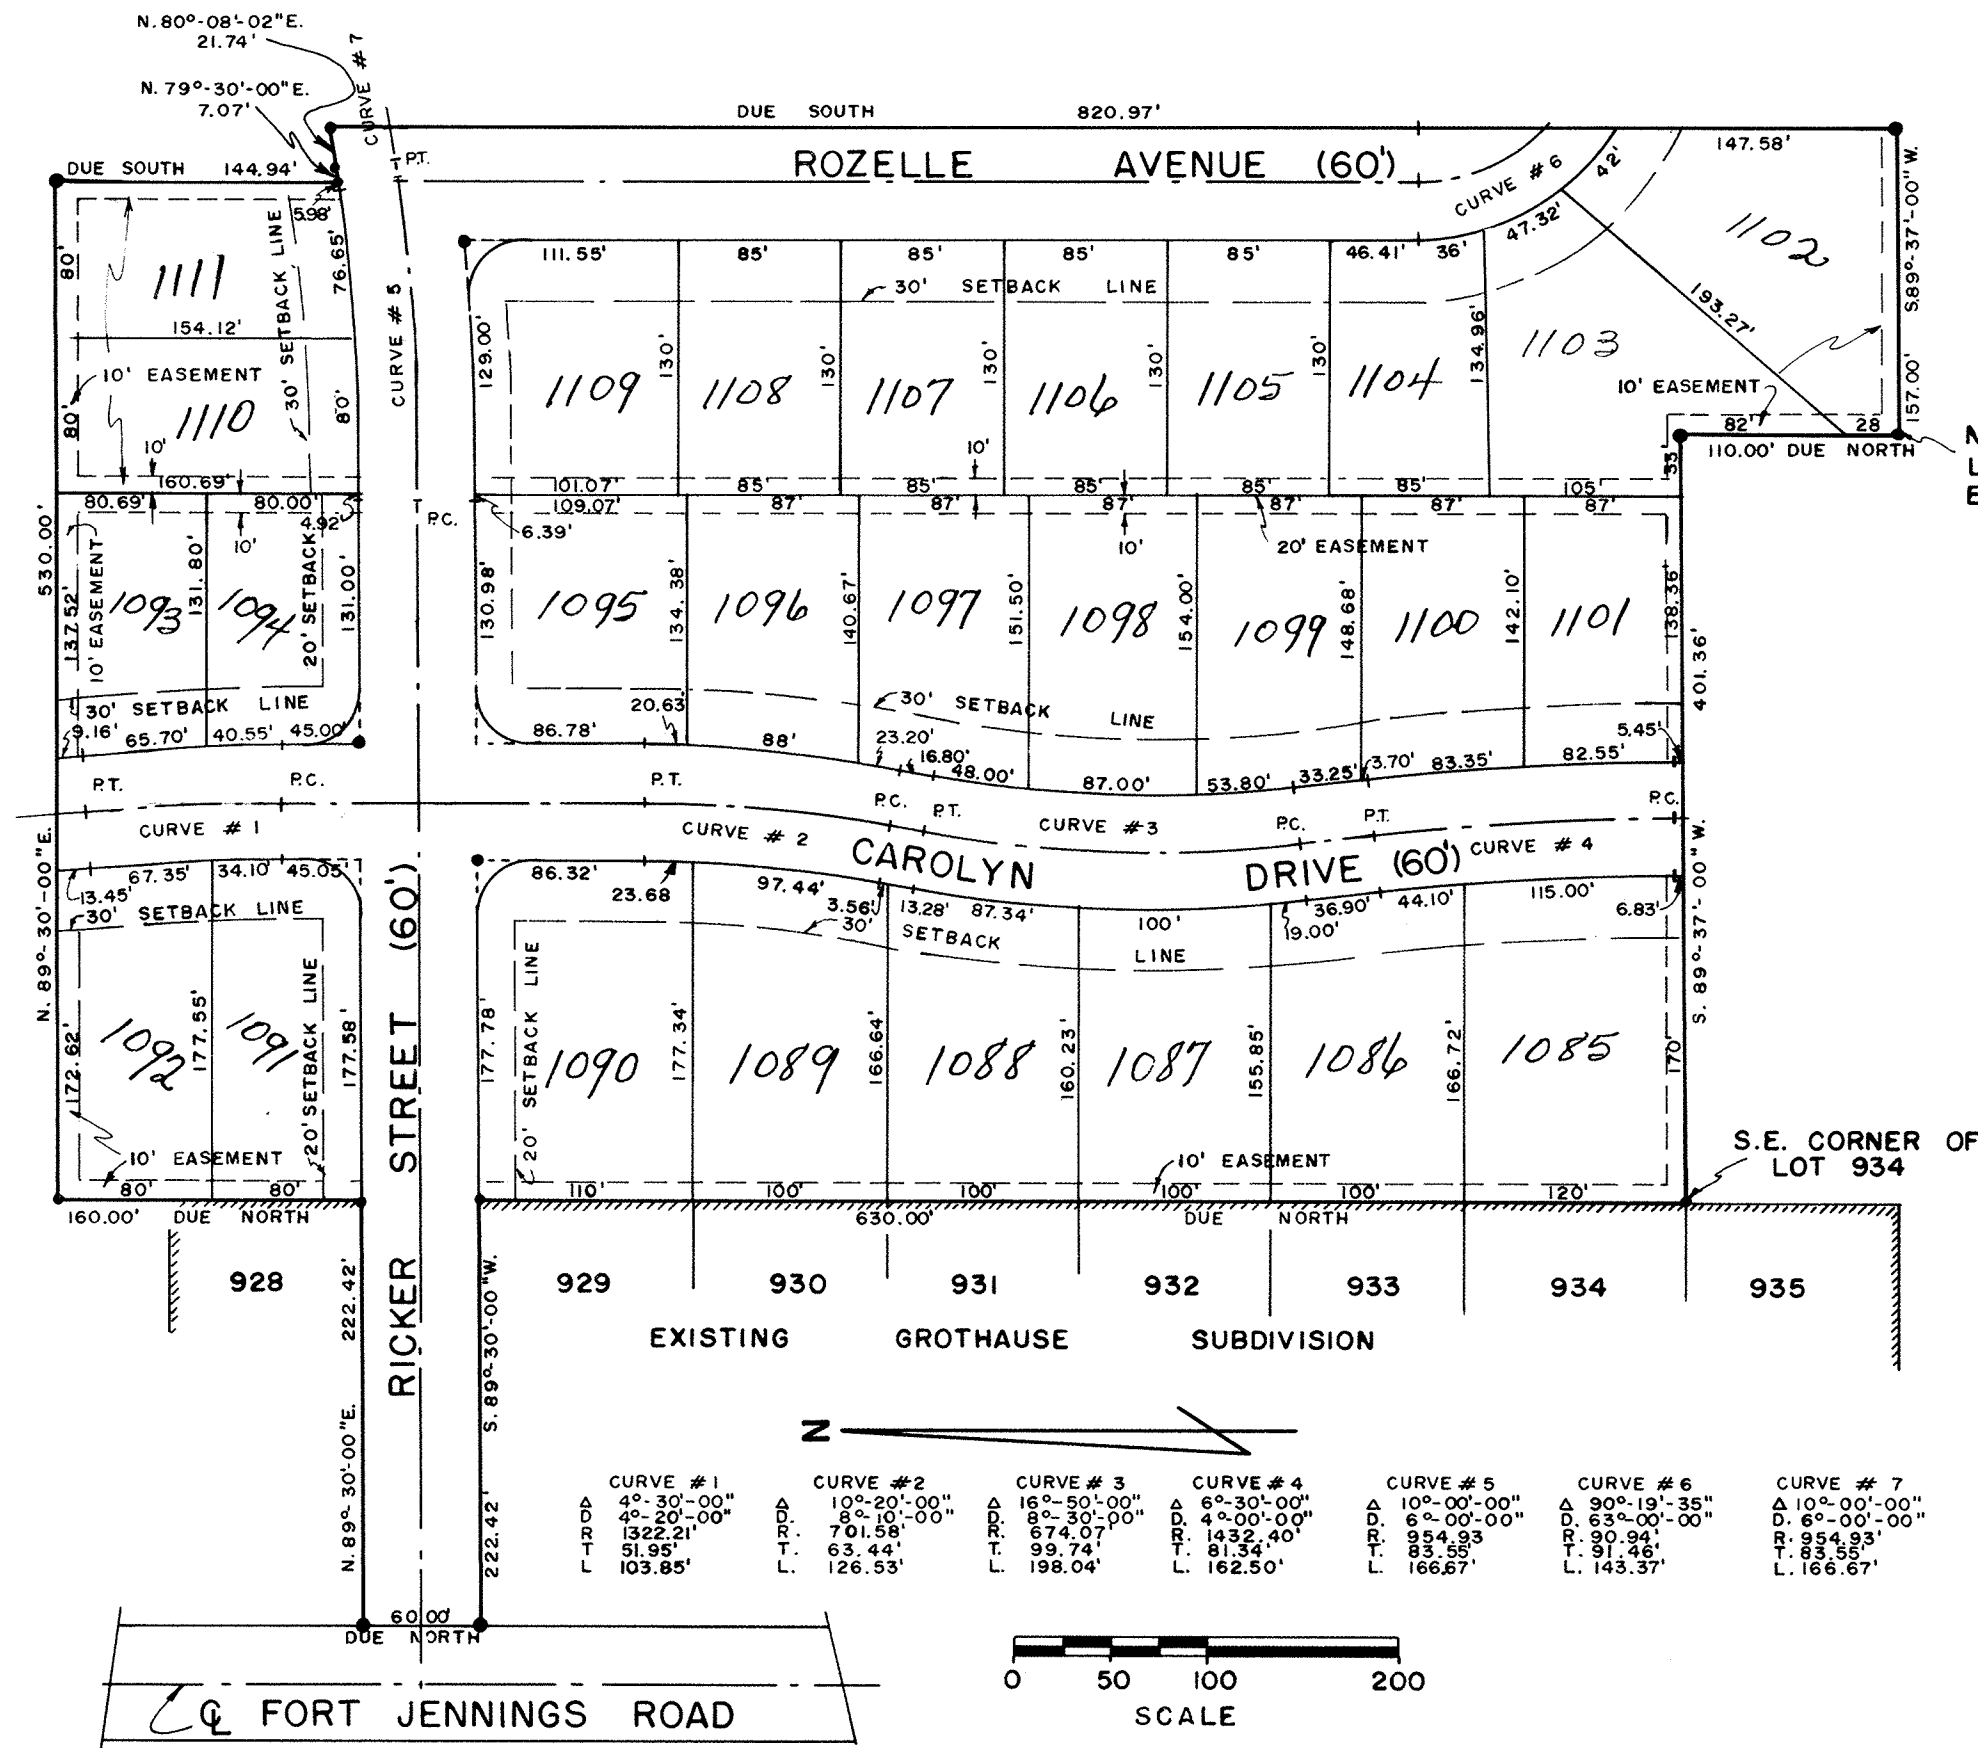 N. 80°-08'-02"E.
21.74'
CURVE # 7
N. 79°-30'-00"E.
7.07'
DUE SOUTH 820.97'
P.T.
ROZELLE AVENUE (60')
147.58'
DUE SOUTH 144.94'
5.98'
CURVE # 6
42'
47.32'
1102
S.89°-37'-00"W.
157.00'
80'
1111
30' SETBACK LINE
76.65'
CURVE # 5
111.55' 85' 85' 85' 85' 46.41' 36'
30' SETBACK LINE
193.27'
154.12'
129.00'
130' 130' 130' 130' 130' 134.96'
1109 1108 1107 1106 1105 1104 1103
10' EASEMENT
10' EASEMENT
80'
1110
80'
82' 28
110.00' DUE NORTH
N
L
E
10'
10'
33'
160.69'
101.07' 85' 85' 85' 85' 85' 105'
80.69' 80.00'
4.92'
P.C.
109.07' 87' 87' 87' 87' 87' 87'
6.39'
10'
10'
20' EASEMENT
530.00'
137.52'
10' EASEMENT
1093
131.80'
1094
20' SETBACK
131.00'
130.98'
1095
134.38'
1096
140.67'
1097
151.50'
1098
154.00'
1099
148.68'
1100
142.10'
1101
138.36'
401.36'
30' SETBACK LINE
30' SETBACK LINE
9.16' 65.70' 40.55' 45.00'
86.78' 20.63' 88' 23.20' 16.80' 48.00' 87.00' 53.80' 33.25' 3.70' 83.35' 82.55' 5.45'
P.T. P.C. P.T. P.C. P.T. P.C. P.T. P.C.
CURVE # 1
CURVE # 2
CURVE #3
CURVE # 4
CAROLYN DRIVE (60')
13.45' 67.35' 34.10' 45.05'
86.32' 23.68 97.44' 3.56' 13.28' 87.34' 100' 19.00' 36.90' 44.10' 115.00' 6.83'
30' SETBACK LINE
30' SETBACK LINE
N. 89°-30'-00"E.
S. 89°-37'-00"W.
172.62'
1092
177.55'
1091
20' SETBACK LINE
177.58'
RICKER STREET (60')
177.78'
20' SETBACK LINE
1090
177.34'
1089
166.64'
1088
160.23'
1087
155.85'
1086
166.72'
1085
170'
10' EASEMENT
10' EASEMENT
S.E. CORNER OF
LOT 934
80' 80'
110' 100' 100' 100' 100' 120'
160.00' DUE NORTH
630.00' DUE NORTH
928 929 930 931 932 933 934 935
EXISTING GROTHAUSE SUBDIVISION
222.42'
N. 89°-30'-00"E.
S. 89°-30'-00"W.
222.42'
N
CURVE # 1
Δ 4°-30'-00"
D 4°-20'-00"
R 1322.21'
T 51.95'
L 103.85'
CURVE #2
Δ 10°-20'-00"
D. 8°-10'-00"
R. 701.58'
T. 63.44'
L. 126.53'
CURVE # 3
Δ 16°-50'-00"
D. 8°-30'-00"
R. 674.07'
T. 99.74'
L. 198.04'
CURVE # 4
Δ 6°-30'-00"
D. 4°-00'-00"
R. 1432.40'
T. 81.34'
L. 162.50'
CURVE # 5
Δ 10°-00'-00"
D. 6°-00'-00"
R. 954.93
T. 83.55'
L. 166.67'
CURVE # 6
Δ 90°-19'-35"
D. 63°-00'-00"
R. 90.94'
T. 91.46'
L. 143.37'
CURVE # 7
Δ 10°-00'-00"
D. 6°-00'-00"
R. 954.93'
T. 83.55'
L. 166.67'
60.00'
DUE NORTH
0 50 100 200
SCALE
℄ FORT JENNINGS ROAD